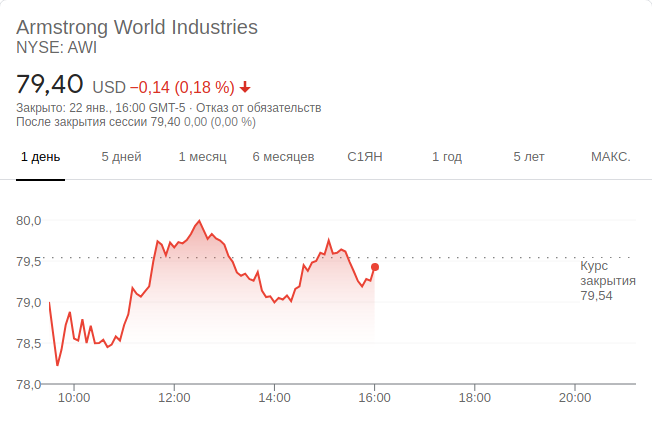 Armstrong World Industries
NYSE: AWI
79,40 USD −0,14 (0,18 %)
Закрыто: 22 янв., 16:00 GMT-5 · Отказ от обязательств
После закрытия сессии 79,40 0,00 (0,00 %)
1 день 5 дней 1 месяц 6 месяцев С1ЯН 1 год 5 лет МАКС.
80,0
79,5
79,0
78,5
78,0
Курс
закрытия
79,54
10:00 12:00 14:00 16:00 18:00 20:00